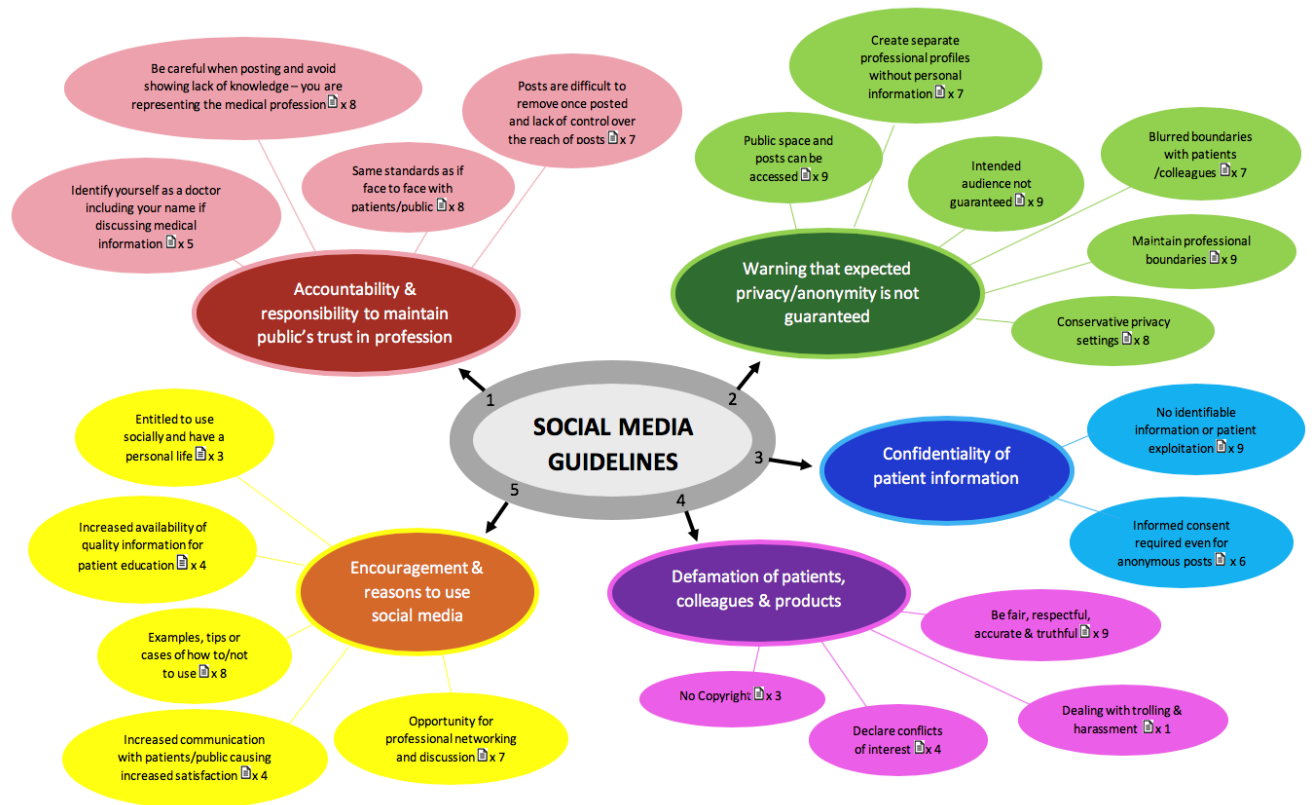 SOCIAL MEDIA
GUIDELINES
1
Accountability &
responsibility to maintain
public's trust in profession
Be careful when posting and avoid
showing lack of knowledge – you are
representing the medical profession x 8
Posts are difficult to
remove once posted
and lack of control over
the reach of posts x 7
Identify yourself as a doctor
including your name if
discussing medical
information x 5
Same standards as if
face to face with
patients/public x 8
2
Warning that expected
privacy/anonymity is not
guaranteed
Create separate
professional profiles
without personal
information x 7
Public space and
posts can be
accessed x 9
Intended
audience not
guaranteed x 9
Blurred boundaries
with patients
/colleagues x 7
Maintain professional
boundaries x 9
Conservative privacy
settings x 8
3
Confidentiality of
patient information
No identifiable
information or patient
exploitation x 9
Informed consent
required even for
anonymous posts x 6
4
Defamation of patients,
colleagues & products
Be fair, respectful,
accurate & truthful x 9
Dealing with trolling &
harassment x 1
Declare conflicts
of interest x 4
No Copyright x 3
5
Encouragement &
reasons to use
social media
Entitled to use
socially and have a
personal life x 3
Increased availability of
quality information for
patient education x 4
Examples, tips or
cases of how to/not
to use x 8
Increased communication
with patients/public causing
increased satisfaction x 4
Opportunity for
professional networking
and discussion x 7